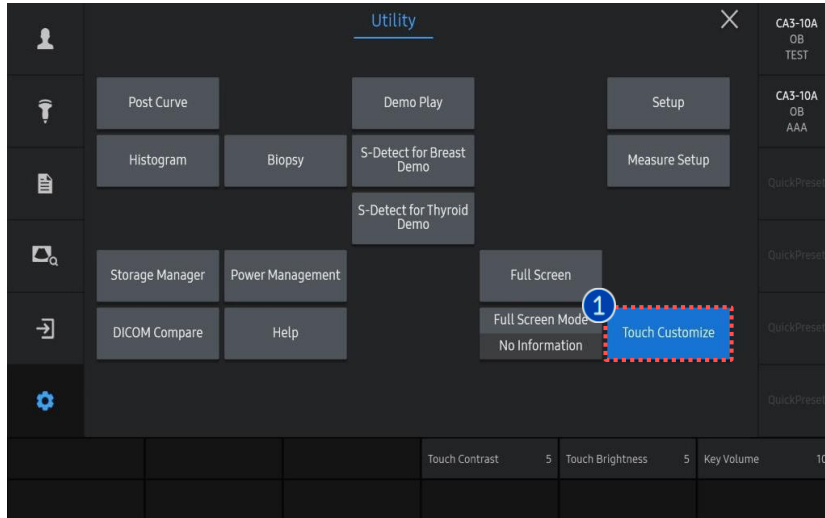 Utility
CA3-10A
OB
TEST
Post Curve
Demo Play
Setup
CA3-10A
OB
AAA
Histogram
Biopsy
S-Detect for Breast
Demo
Measure Setup
QuickPreset
S-Detect for Thyroid
Demo
QuickPreset
Storage Manager
Power Management
Full Screen
1
Full Screen Mode
No Information
DICOM Compare
Help
Touch Customize
QuickPreset
QuickPreset
Touch Contrast 5
Touch Brightness 5
Key Volume 10